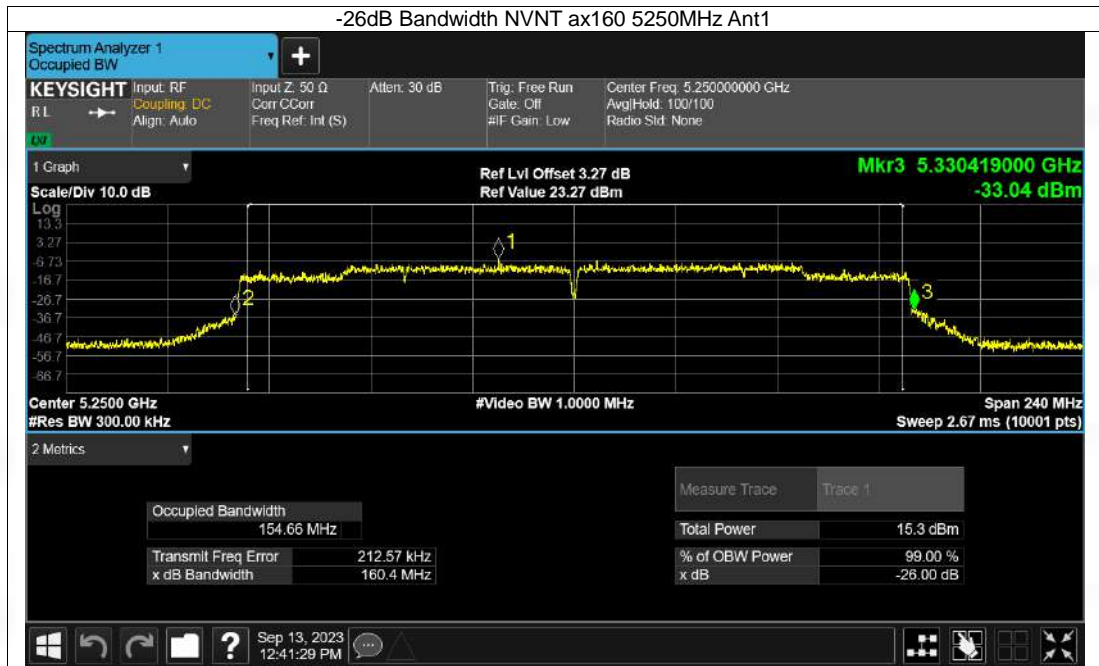 -26dB Bandwidth NVNT ax160 5250MHz Ant1
Spectrum Analyzer 1
Occupied BW
+
KEYSIGHT Input: RF Input Z: 50 Ω Atten: 30 dB Trig: Free Run Center Freq: 5.250000000 GHz
RL Coupling: DC Corr CCorr Gate: Off Avg|Hold: 100/100
Align: Auto Freq Ref: Int (S) #IF Gain: Low Radio Std: None
LXI
1 Graph Ref Lvl Offset 3.27 dB Mkr3 5.330419000 GHz
Scale/Div 10.0 dB Ref Value 23.27 dBm -33.04 dBm
Log
13.3
3.27
-6.73
-16.7
-26.7
-36.7
-46.7
-56.7
-66.7
1
2
3
Center 5.2500 GHz #Video BW 1.0000 MHz Span 240 MHz
#Res BW 300.00 kHz Sweep 2.67 ms (10001 pts)
2 Metrics
Measure Trace Trace 1
Occupied Bandwidth
154.66 MHz Total Power 15.3 dBm
Transmit Freq Error 212.57 kHz % of OBW Power 99.00 %
x dB Bandwidth 160.4 MHz x dB -26.00 dB
? Sep 13, 2023
12:41:29 PM